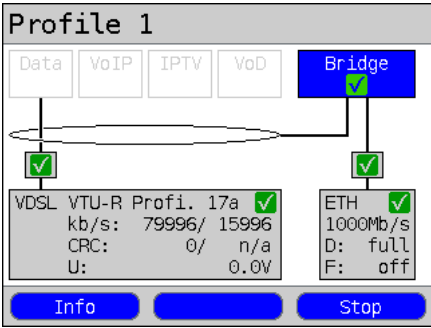 Profile 1
Data VoIP IPTV VoD Bridge
VDSL VTU-R Profi. 17a
kb/s: 79996/ 15996
CRC: 0/ n/a
U: 0.0V
ETH
1000Mb/s
D: full
F: off
Info Stop